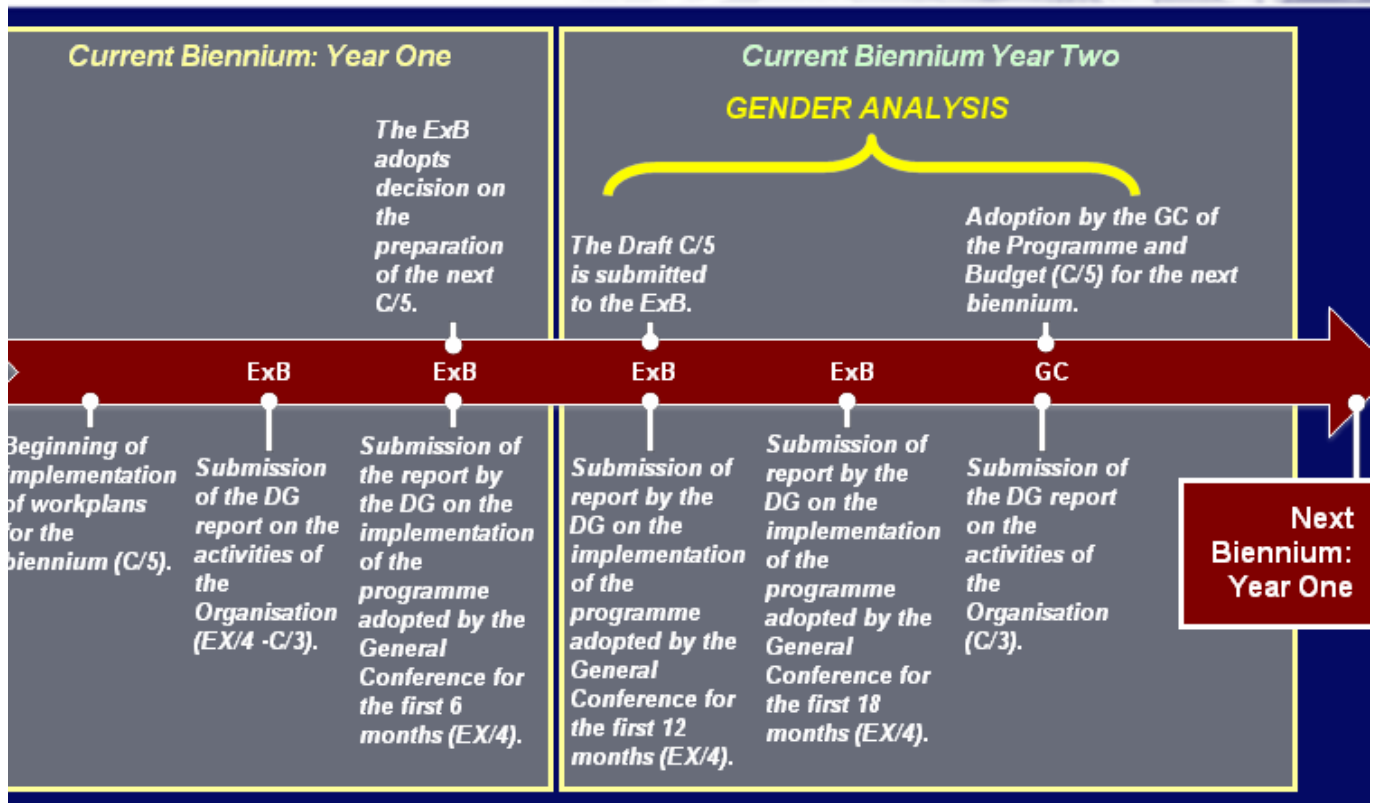 Current Biennium: Year One
The ExB
adopts
decision on
the
preparation
of the next
C/5.
Current Biennium Year Two
GENDER ANALYSIS
The Draft C/5
is submitted
to the ExB.
Adoption by the GC of
the Programme and
Budget (C/5) for the next
biennium.
ExB
ExB
ExB
ExB
GC
Beginning of
implementation
of workplans
for the
biennium (C/5).
Submission
of the DG
report on the
activities of
the
Organisation
(EX/4 -C/3).
Submission of
the report by
the DG on the
implementation
of the
programme
adopted by the
General
Conference for
the first 6
months (EX/4).
Submission of
report by the
DG on the
implementation
of the
programme
adopted by the
General
Conference for
the first 12
months (EX/4).
Submission of
report by the
DG on the
implementation
of the
programme
adopted by the
General
Conference for
the first 18
months (EX/4).
Submission of
the DG report
on the
activities of
the
Organisation
(C/3).
Next
Biennium:
Year One